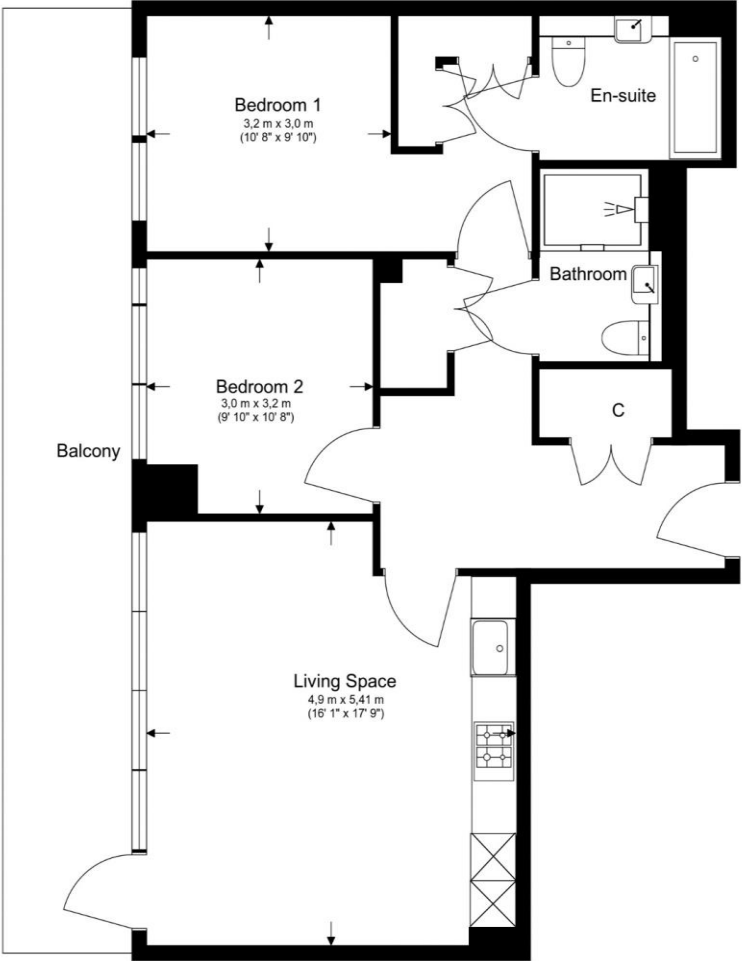 Bedroom 1
3,2 m x 3,0 m
(10' 8" x 9' 10")
En-suite
Bathroom
Bedroom 2
3,0 m x 3,2 m
(9' 10" x 10' 8")
C
Balcony
Living Space
4,9 m x 5,41 m
(16' 1" x 17' 9")